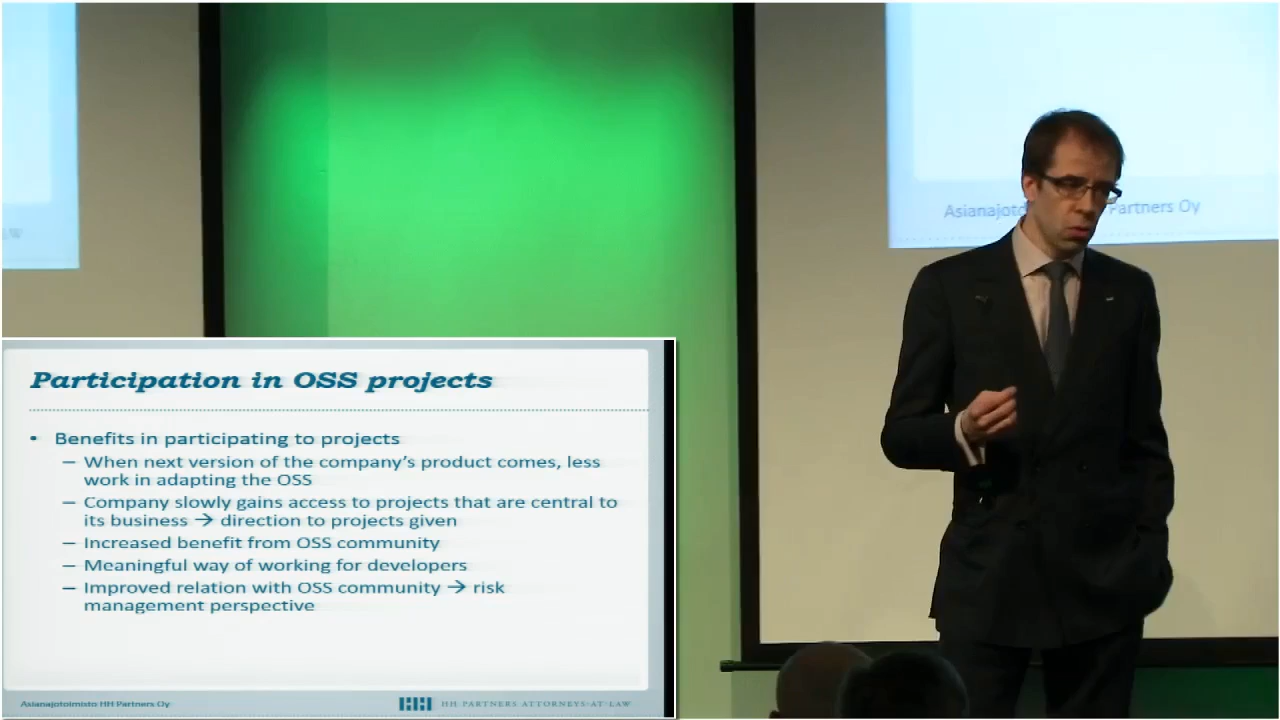 AW
Asianajoto Partners Oy
Participation in OSS projects
• Benefits in participating to projects
– When next version of the company's product comes, less
work in adapting the OSS
– Company slowly gains access to projects that are central to
its business → direction to projects given
– Increased benefit from OSS community
– Meaningful way of working for developers
– Improved relation with OSS community → risk
management perspective
Asianajotoimisto HH Partners Oy
HH HH PARTNERS ATTORNEYS-AT-LAW